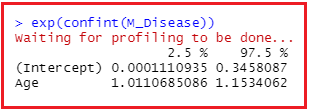 > exp(confint(M_Disease))
Waiting for profiling to be done...
2.5 % 97.5 %
(Intercept) 0.0001110935 0.3458087
Age 1.0110685086 1.1534062